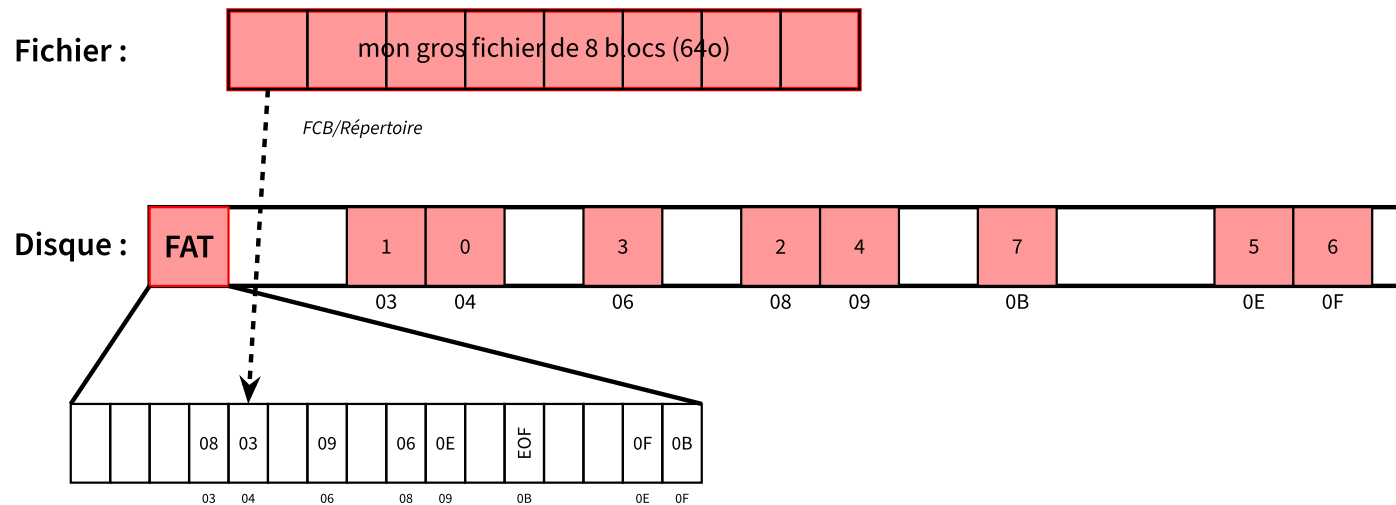 Fichier :
mon gros fichier de 8 blocs (64o)
FCB/Répertoire
Disque :
FAT 1 0 3 2 4 7 5 6
03 04 06 08 09 0B 0E 0F
08 03 09 06 0E EOF 0F 0B
03 04 06 08 09 0B 0E 0F